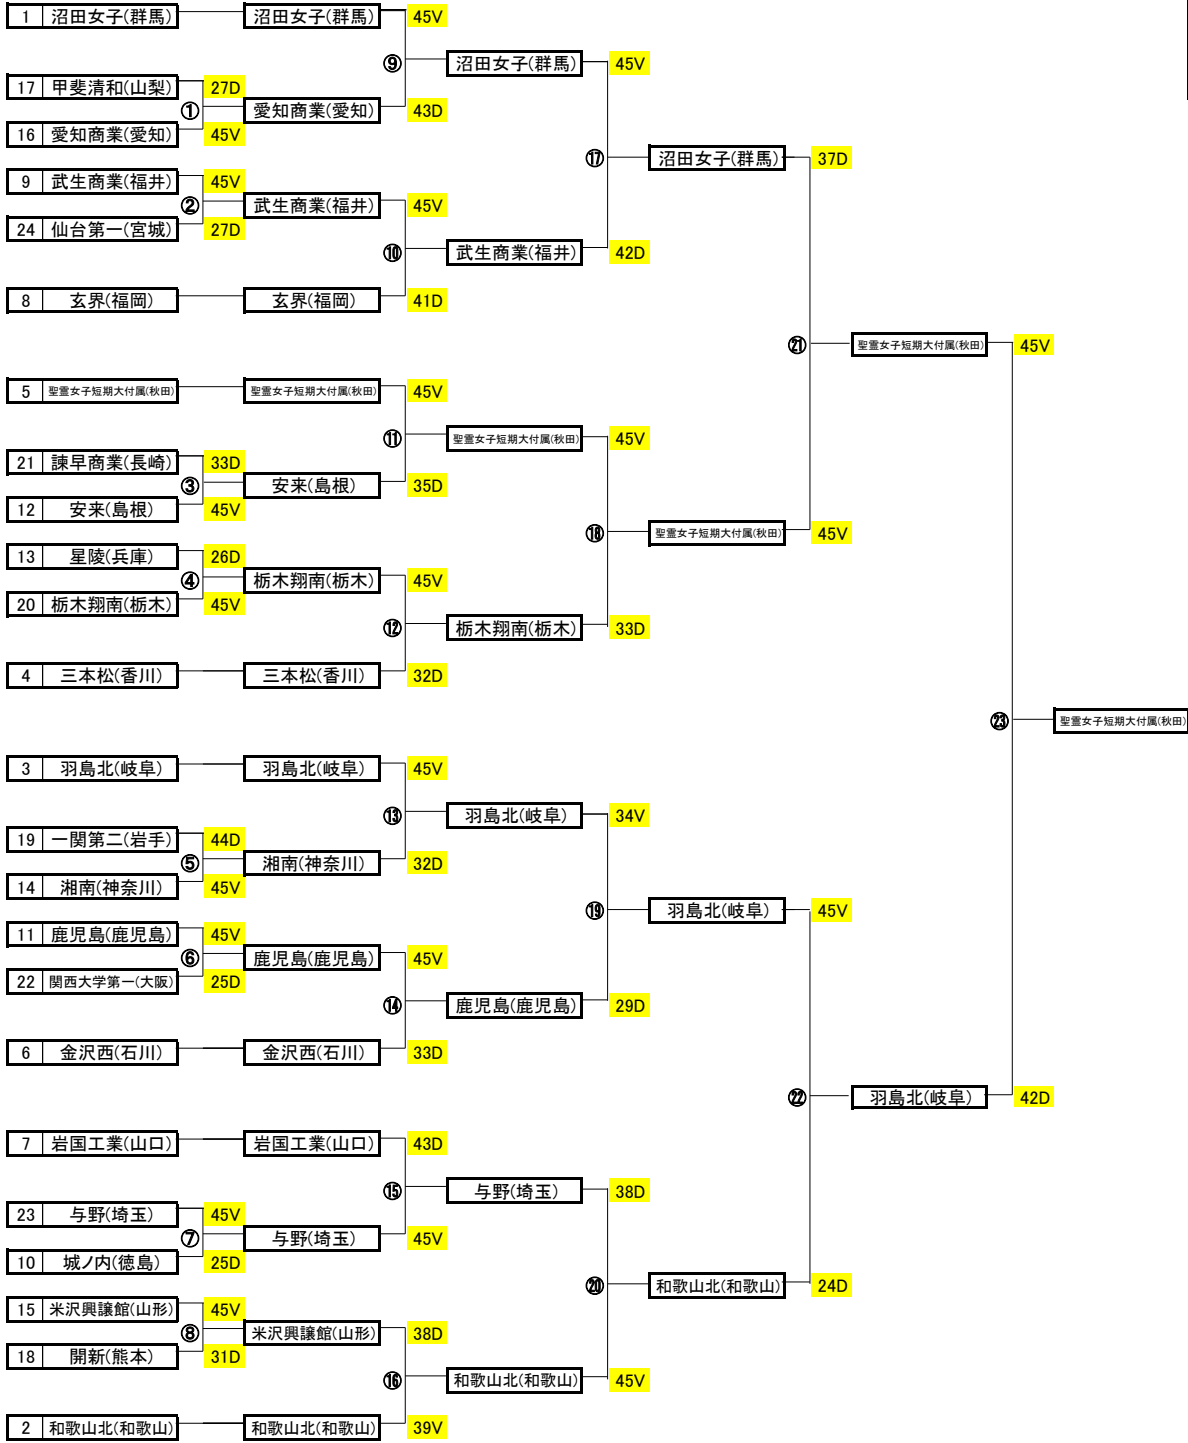 1 沼田女子(群馬) 沼田女子(群馬) 45V
⑨ 沼田女子(群馬) 45V
17 甲斐清和(山梨) 27D
① 愛知商業(愛知) 43D
16 愛知商業(愛知) 45V
⑰ 沼田女子(群馬) 37D
9 武生商業(福井) 45V
② 武生商業(福井) 45V
24 仙台第一(宮城) 27D
⑩ 武生商業(福井) 42D
8 玄界(福岡) 玄界(福岡) 41D
㉑ 聖霊女子短期大付属(秋田) 45V
5 聖霊女子短期大付属(秋田) 聖霊女子短期大付属(秋田) 45V
⑪ 聖霊女子短期大付属(秋田) 45V
21 諫早商業(長崎) 33D
③ 安来(島根) 35D
12 安来(島根) 45V
⑱ 聖霊女子短期大付属(秋田) 45V
13 星陵(兵庫) 26D
④ 栃木翔南(栃木) 45V
20 栃木翔南(栃木) 45V
⑫ 栃木翔南(栃木) 33D
4 三本松(香川) 三本松(香川) 32D
㉓ 聖霊女子短期大付属(秋田)
3 羽島北(岐阜) 羽島北(岐阜) 45V
⑬ 羽島北(岐阜) 34V
19 一関第二(岩手) 44D
⑤ 湘南(神奈川) 32D
14 湘南(神奈川) 45V
⑲ 羽島北(岐阜) 45V
11 鹿児島(鹿児島) 45V
⑥ 鹿児島(鹿児島) 45V
22 関西大学第一(大阪) 25D
⑭ 鹿児島(鹿児島) 29D
6 金沢西(石川) 金沢西(石川) 33D
㉒ 羽島北(岐阜) 42D
7 岩国工業(山口) 岩国工業(山口) 43D
⑮ 与野(埼玉) 38D
23 与野(埼玉) 45V
⑦ 与野(埼玉) 45V
10 城ノ内(徳島) 25D
⑳ 和歌山北(和歌山) 24D
15 米沢興譲館(山形) 45V
⑧ 米沢興譲館(山形) 38D
18 開新(熊本) 31D
⑯ 和歌山北(和歌山) 45V
2 和歌山北(和歌山) 和歌山北(和歌山) 39V